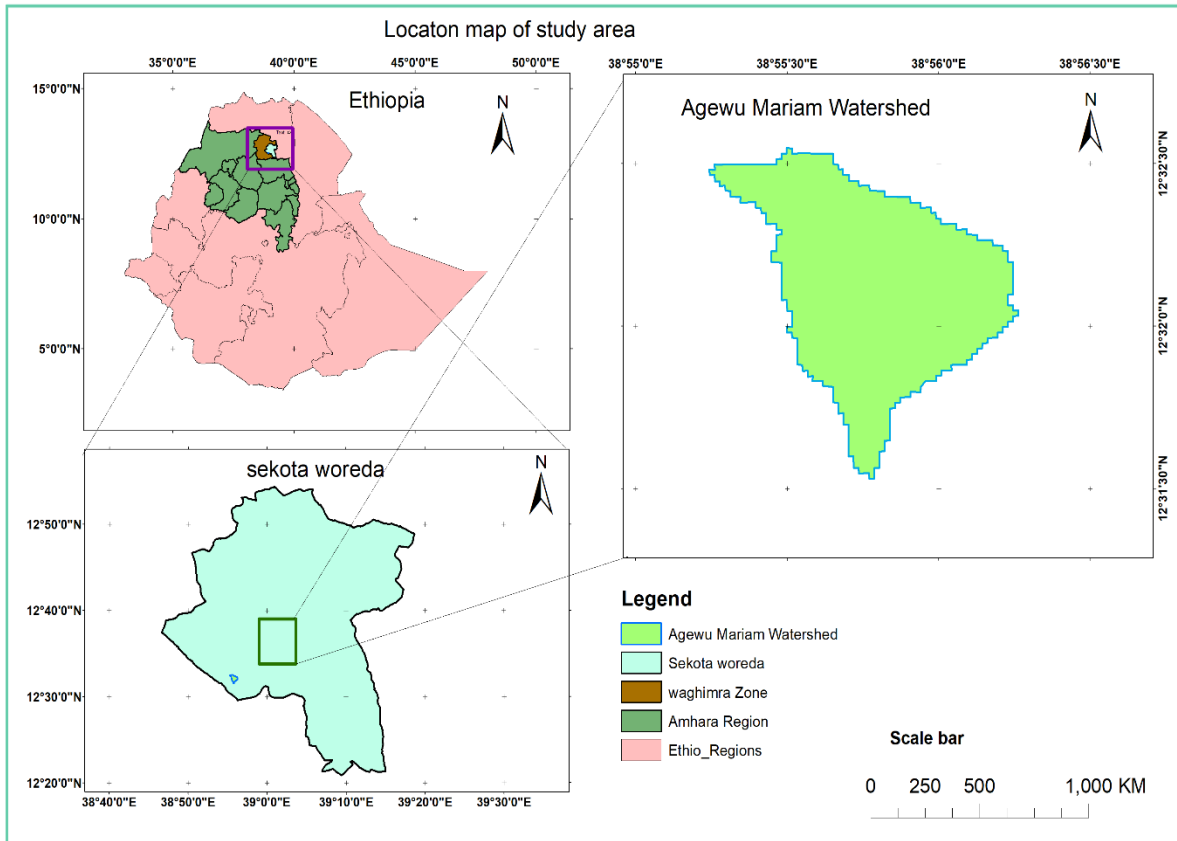 Locaton map of study area
35°0'0"E 40°0'0"E 45°0'0"E 50°0'0"E
Ethiopia
N
15°0'0"N
10°0'0"N
5°0'0"N
38°55'0"E 38°55'30"E 38°56'0"E 38°56'30"E
Agewu Mariam Watershed
N
12°32'30"N
12°32'0"N
12°31'30"N
sekota woreda
N
12°50'0"N
12°40'0"N
12°30'0"N
12°20'0"N
38°40'0"E 38°50'0"E 39°0'0"E 39°10'0"E 39°20'0"E 39°30'0"E
Legend
Agewu Mariam Watershed
Sekota woreda
waghimra Zone
Amhara Region
Ethio_Regions
Scale bar
0 250 500 1,000 KM